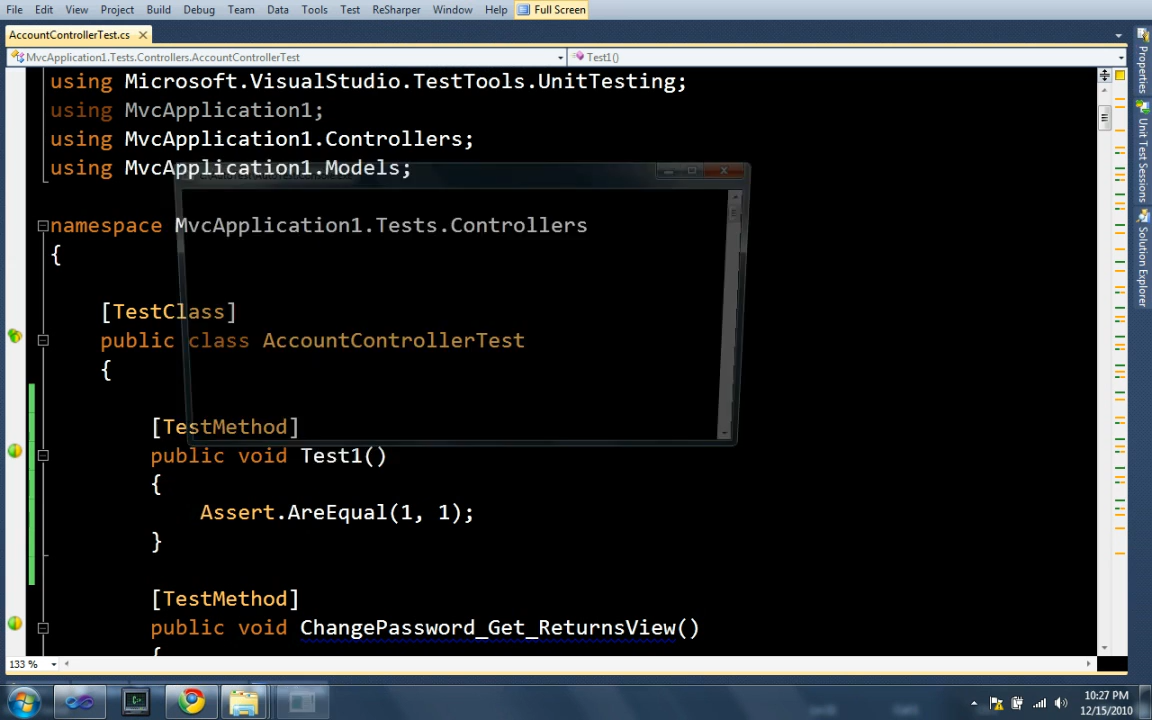 File Edit View Project Build Debug Team Data Tools Test ReSharper Window Help Full Screen
AccountControllerTest.cs
MvcApplication1.Tests.Controllers.AccountControllerTest Test1()
using Microsoft.VisualStudio.TestTools.UnitTesting;
using MvcApplication1;
using MvcApplication1.Controllers;
using MvcApplication1.Models;
namespace MvcApplication1.Tests.Controllers
{
[TestClass]
public class AccountControllerTest
{
[TestMethod]
public void Test1()
{
Assert.AreEqual(1, 1);
}
[TestMethod]
public void ChangePassword_Get_ReturnsView()
{
133 %
Properties
Unit Test Sessions
Solution Explorer
10:27 PM
12/15/2010